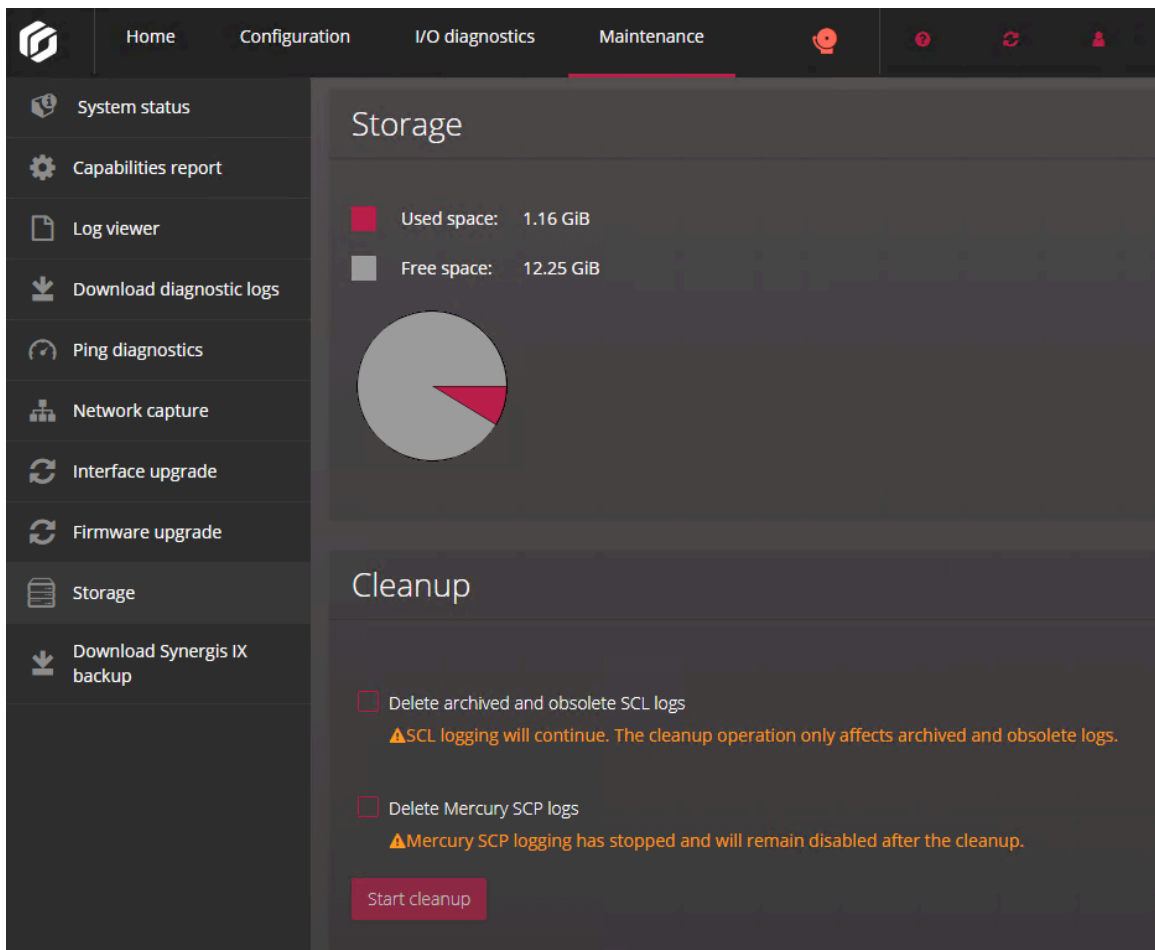 Home Configuration I/O diagnostics Maintenance
System status
Capabilities report
Log viewer
Download diagnostic logs
Ping diagnostics
Network capture
Interface upgrade
Firmware upgrade
Storage
Download Synergis IX
backup
Storage
Used space: 1.16 GiB
Free space: 12.25 GiB
Cleanup
Delete archived and obsolete SCL logs
SCL logging will continue. The cleanup operation only affects archived and obsolete logs.
Delete Mercury SCP logs
Mercury SCP logging has stopped and will remain disabled after the cleanup.
Start cleanup